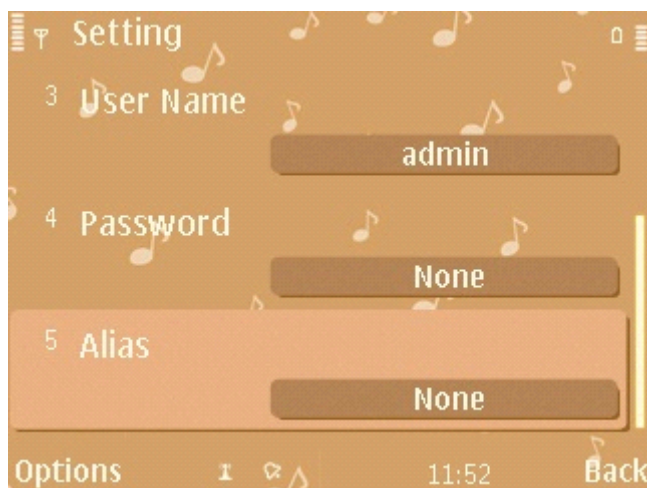 Setting
3 User Name
admin
4 Password
None
5 Alias
None
Options 11:52 Back